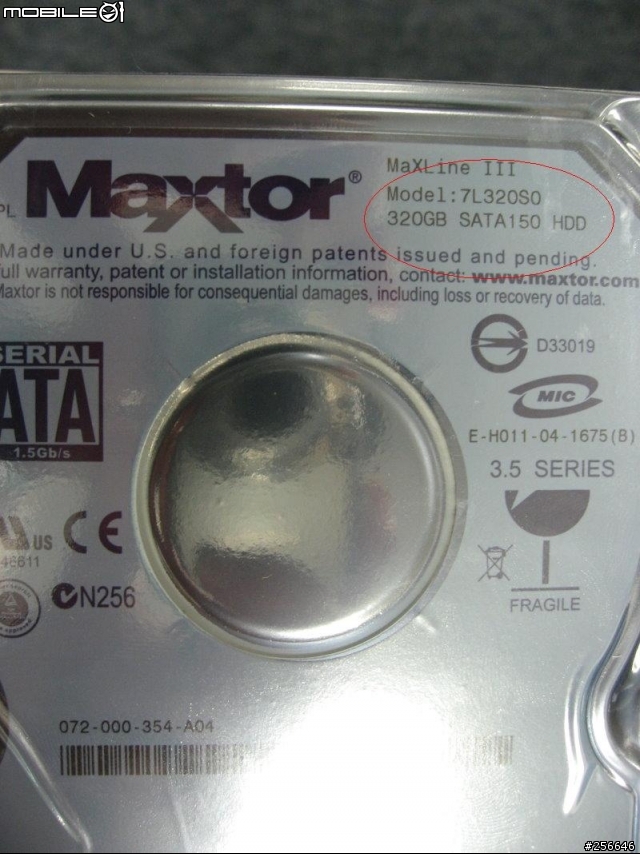 MOBILE01
Maxtor®
PL
MaXLine III
Model:7L320S0
320GB SATA150 HDD
Made under U.S. and foreign patents issued and pending.
full warranty, patent or installation information, contact: www.maxtor.com
Maxtor is not responsible for consequential damages, including loss or recovery of data.
SERIAL
ATA
1.5Gb/s
D33019
MIC
E-H011-04-1675(B)
3.5 SERIES
US
CE
46611
N256
FRAGILE
072-000-354-A04
#256646